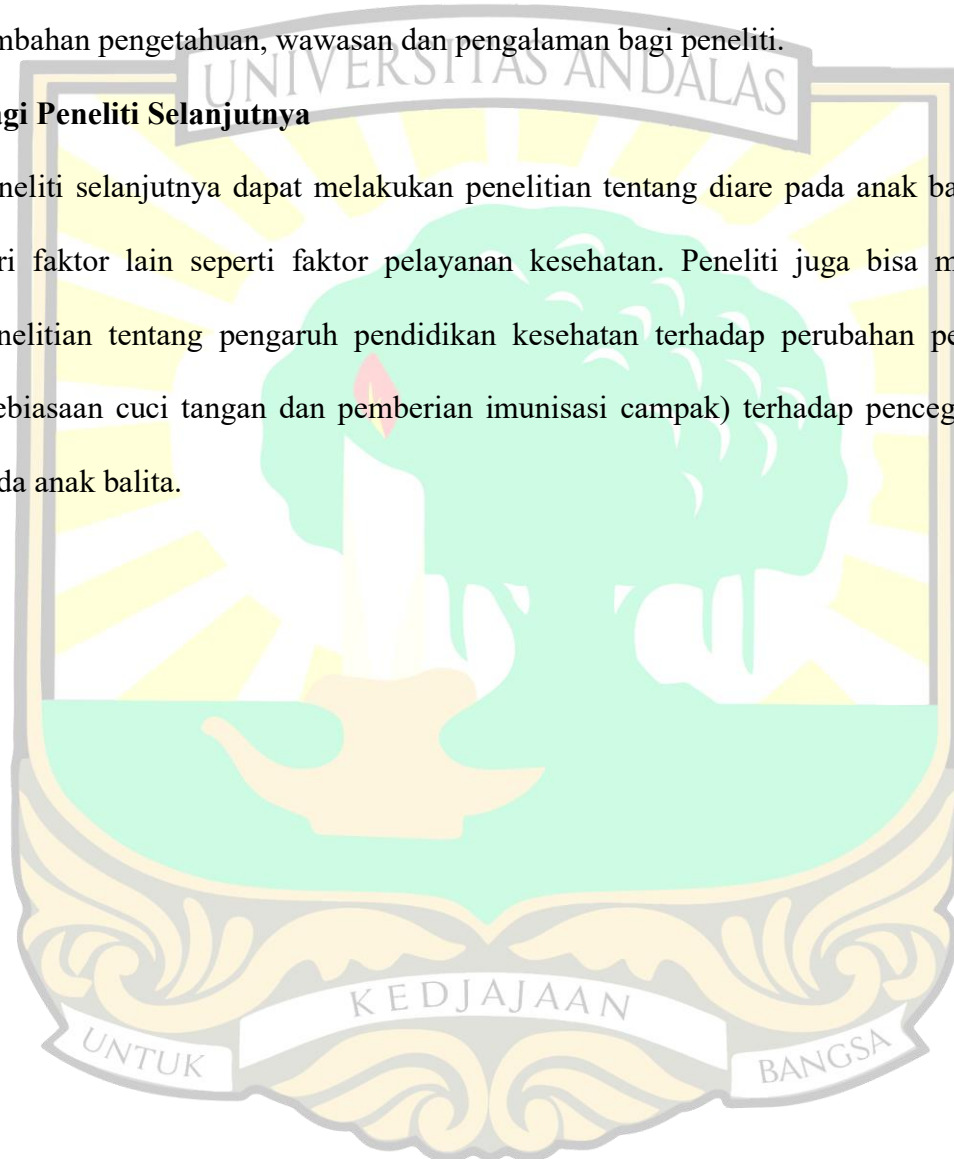 mbahan pengetahuan, wawasan dan pengalaman bagi peneliti.
UNIVERSITAS ANDALAS
agi Peneliti Selanjutnya
neliti selanjutnya dapat melakukan penelitian tentang diare pada anak ba
ri faktor lain seperti faktor pelayanan kesehatan. Peneliti juga bisa m
nelitian tentang pengaruh pendidikan kesehatan terhadap perubahan pe
ebiasaan cuci tangan dan pemberian imunisasi campak) terhadap penceg
da anak balita.
UNTUK KEDJAJAAN BANGSA